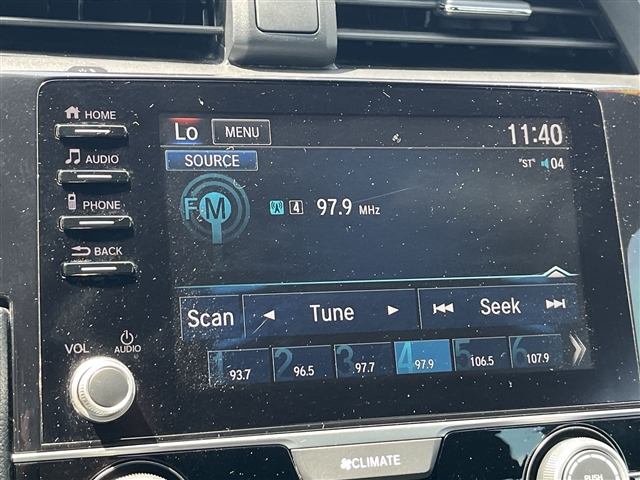 HOME
Lo MENU 11:40
AUDIO
SOURCE "ST" 04
PHONE
FM 4 97.9 MHz
BACK
Scan Tune Seek
VOL AUDIO
1 93.7 2 96.5 3 97.7 4 97.9 5 106.5 6 107.9
CLIMATE
PUSH